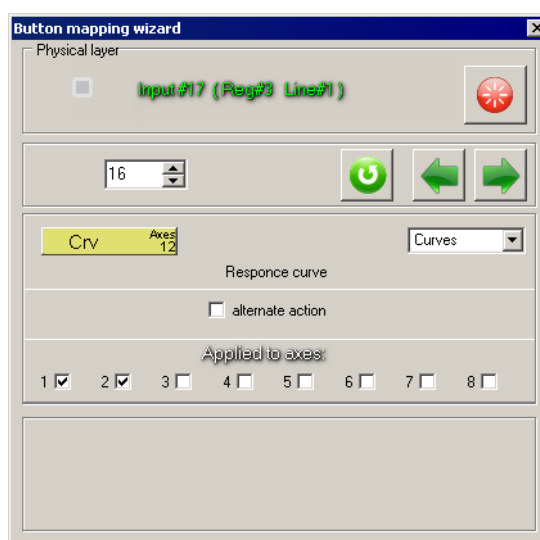 Button mapping wizard
Physical layer
Input #17 (Reg#3 Line#1)
16
Crv Axes 12
Curves
Responce curve
alternate action
Applied to axes:
1 2 3 4 5 6 7 8